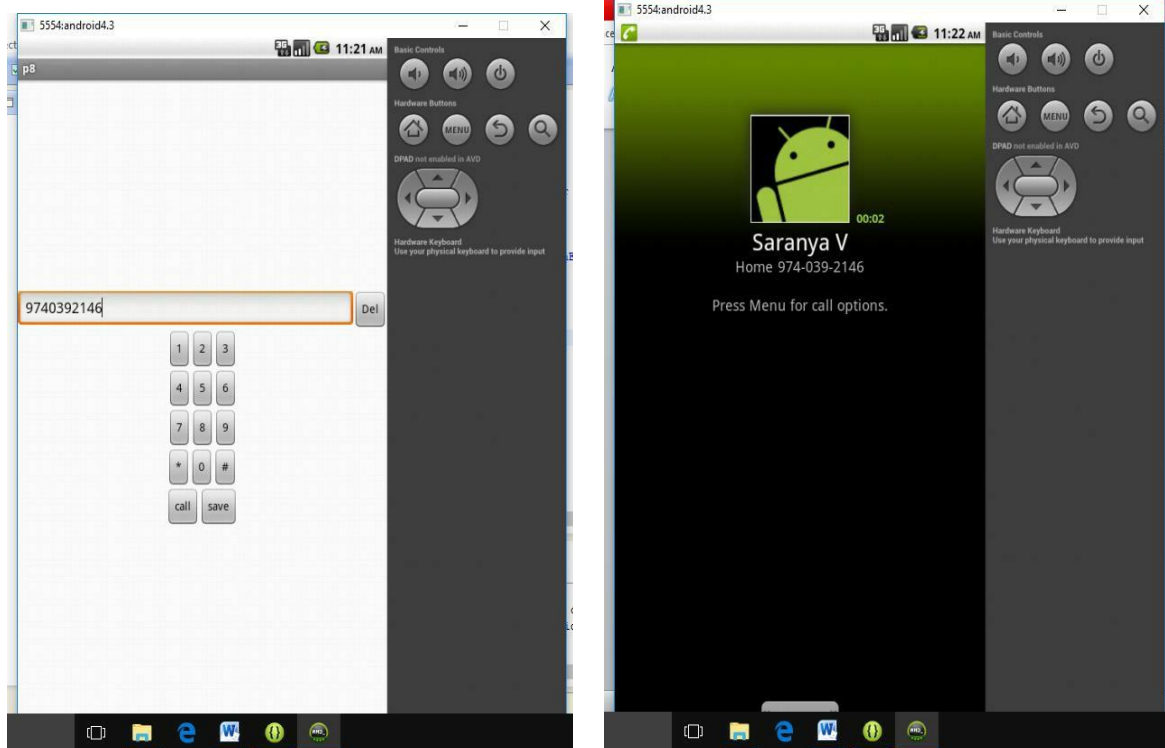 5554:android4.3
3G 11:21 AM
p8
9740392146
Del
1 2 3
4 5 6
7 8 9
* 0 #
call save
Basic Controls
Hardware Buttons
MENU
DPAD not enabled in AVD
Hardware Keyboard
Use your physical keyboard to provide input
5554:android4.3
3G 11:22 AM
00:02
Saranya V
Home 974-039-2146
Press Menu for call options.
Basic Controls
Hardware Buttons
MENU
DPAD not enabled in AVD
Hardware Keyboard
Use your physical keyboard to provide input